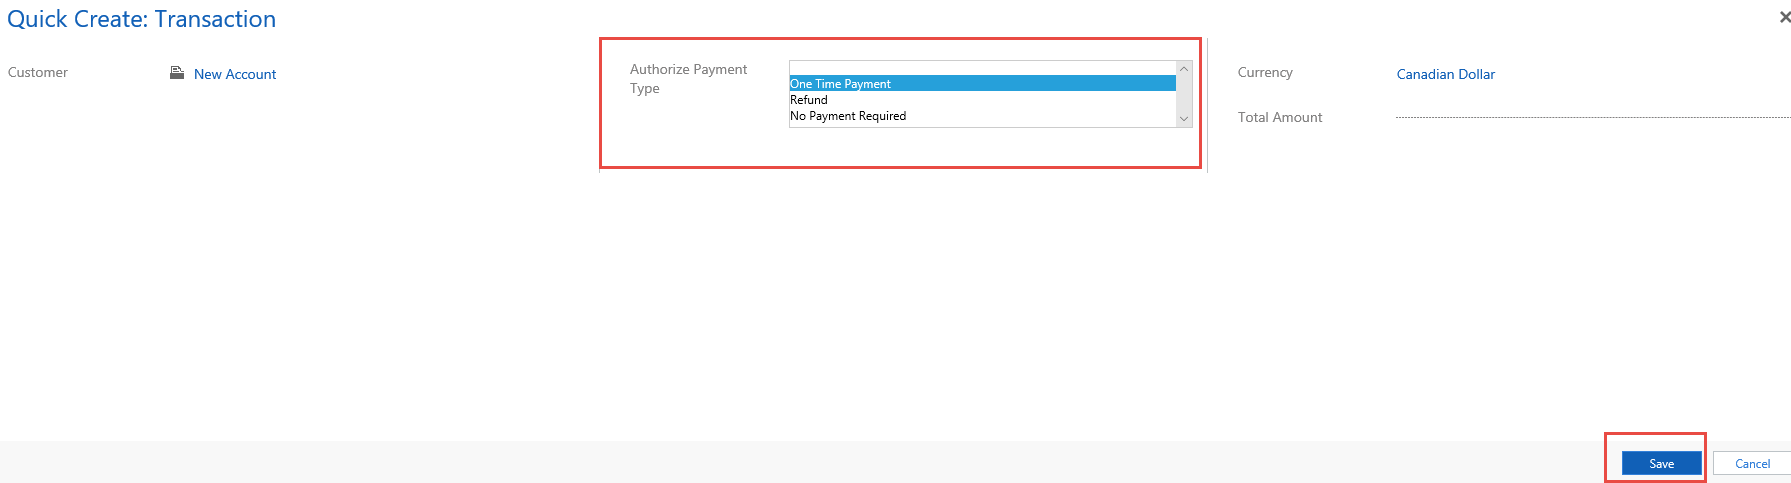 Quick Create: Transaction
Customer
New Account
Authorize Payment
Type
One Time Payment
Refund
No Payment Required
Currency
Canadian Dollar
Total Amount
Save
Cancel